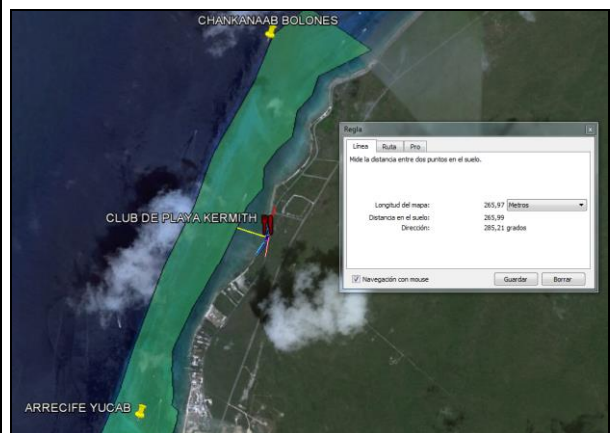 CHANKANAAB BOLONES
Regla
Línea Ruta Pro
Mide la distancia entre dos puntos en el suelo.
Longitud del mapa: 265,97 Metros
Distancia en el suelo: 265,99
Dirección: 285,21 grados
CLUB DE PLAYA KERMITH
Navegación con mouse Guardar Borrar
ARRECIFE YUCAB